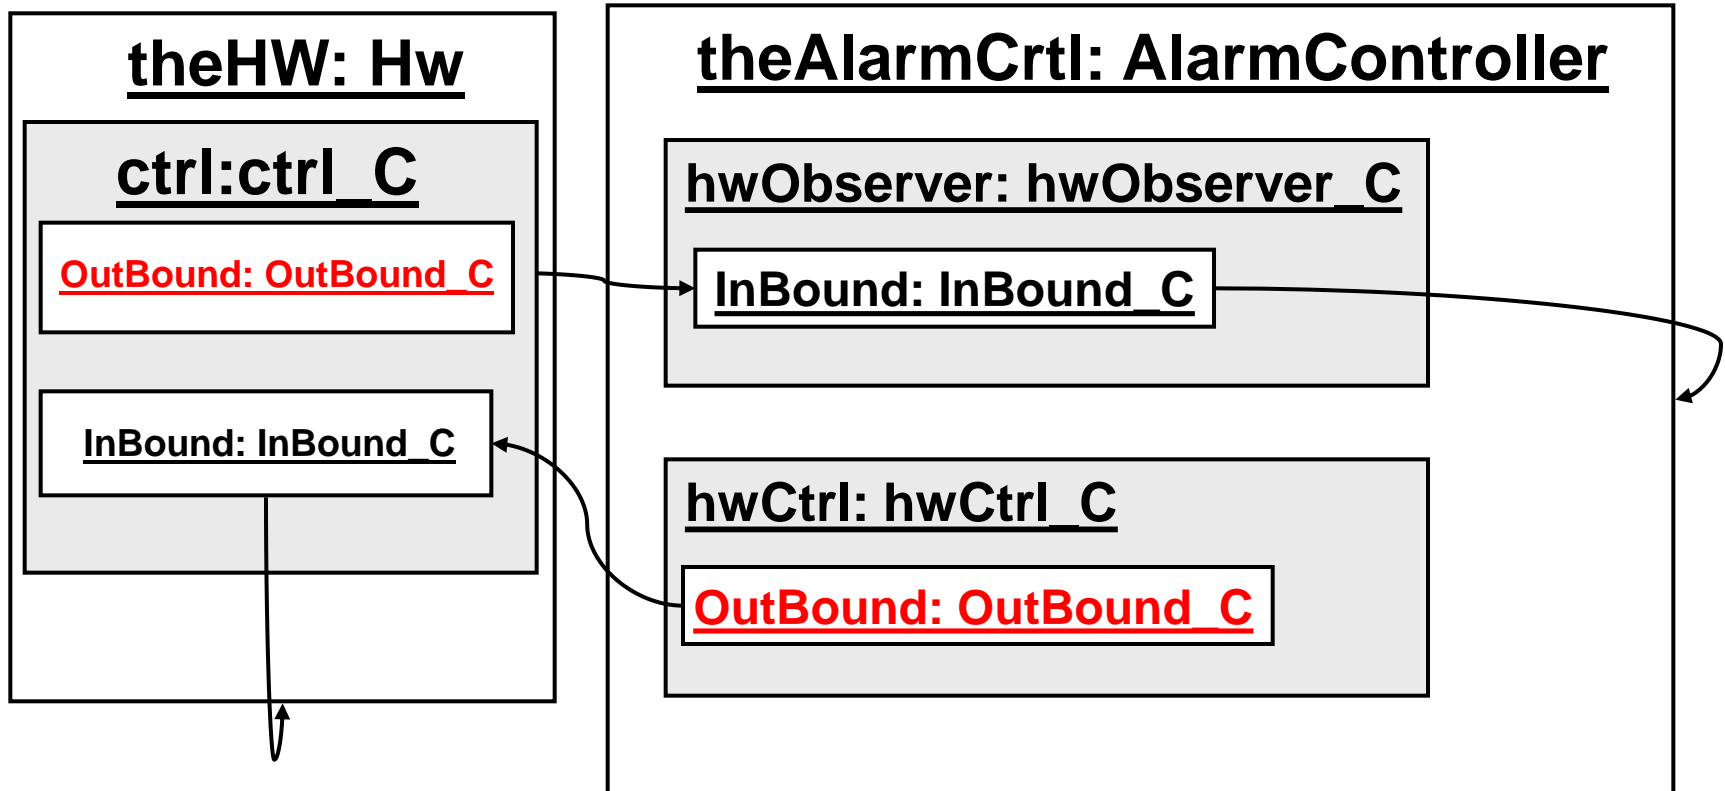 theHW: Hw
ctrl:ctrl_C
OutBound: OutBound_C
InBound: InBound_C
theAlarmCrtl: AlarmController
hwObserver: hwObserver_C
InBound: InBound_C
hwCtrl: hwCtrl_C
OutBound: OutBound_C